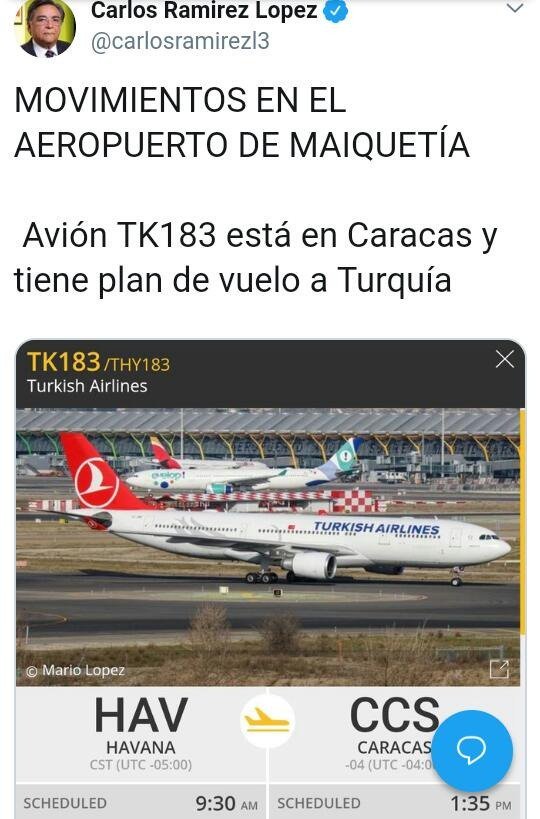 Carlos Ramirez Lopez
@carlosramirezl3
MOVIMIENTOS EN EL
AEROPUERTO DE MAIQUETÍA
Avión TK183 está en Caracas y
tiene plan de vuelo a Turquía
TK183 /THY183
Turkish Airlines
evelop!
TURKISH AIRLINES
© Mario Lopez
HAV
CCS
HAVANA
CARACAS
CST (UTC -05:00)
-04 (UTC -04:0
SCHEDULED 9:30 AM
SCHEDULED 1:35 PM